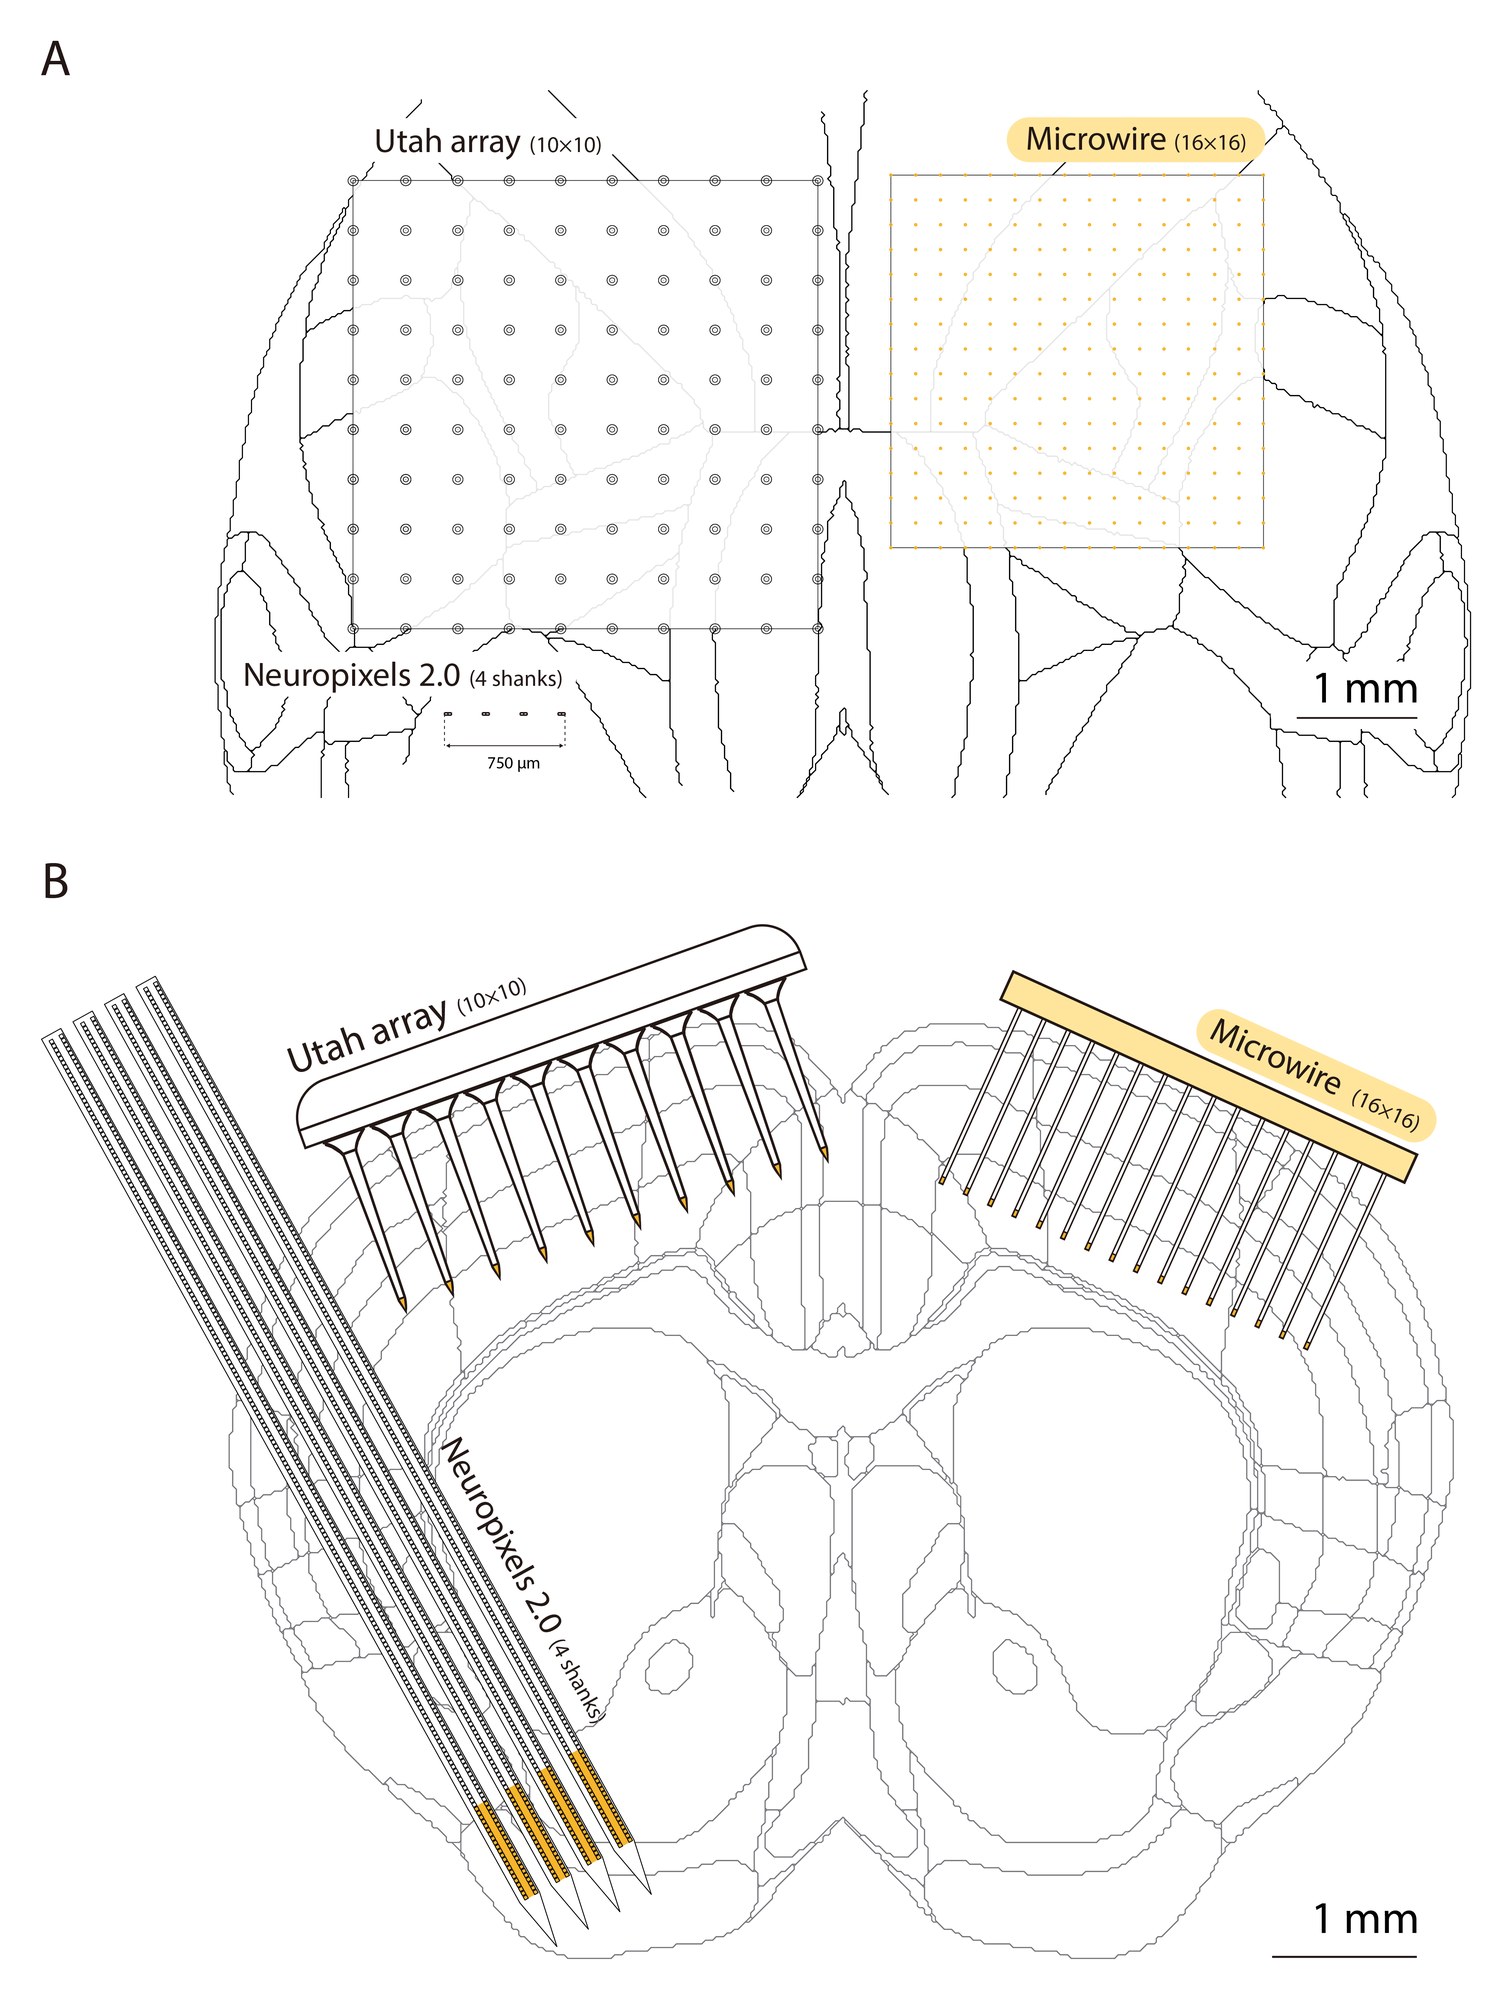 A
Utah array (10×10)
Microwire (16×16)
Neuropixels 2.0 (4 shanks)
750 µm
1 mm
B
Utah array (10×10)
Microwire (16×16)
Neuropixels 2.0 (4 shanks)
1 mm